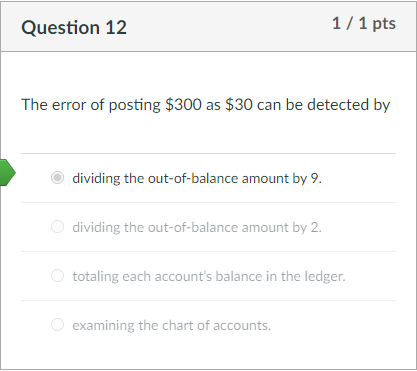 Question 12
1 / 1 pts
The error of posting $300 as $30 can be detected by
dividing the out-of-balance amount by 9.
dividing the out-of-balance amount by 2.
totaling each account's balance in the ledger.
examining the chart of accounts.